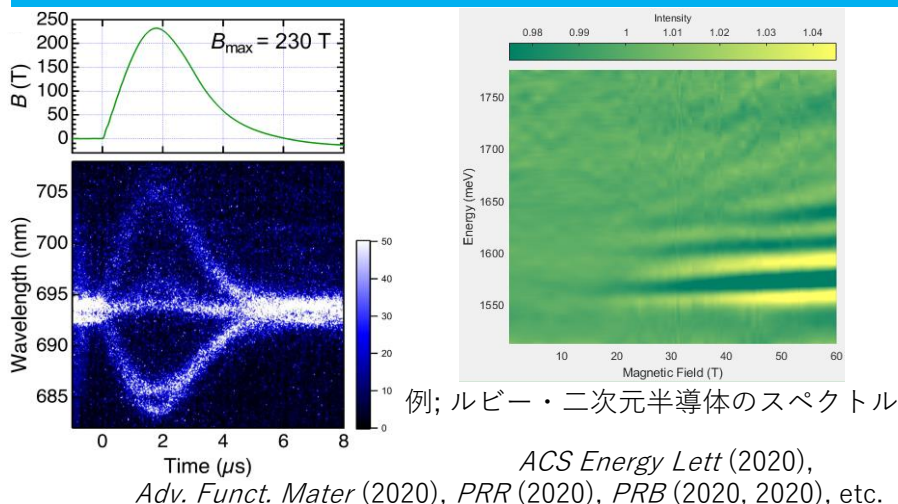 250
200
150
100
50
0
B (T)
Bmax = 230 T
705
700
695
690
685
Wavelength (nm)
50
40
30
20
10
0
0 2 4 6 8
Time (μs)
Intensity
0.98 0.99 1 1.01 1.02 1.03 1.04
1750
1700
1650
1600
1550
Energy (meV)
10 20 30 40 50 60
Magnetic Field (T)
例; ルビー・二次元半導体のスペクトル
ACS Energy Lett (2020),
Adv. Funct. Mater (2020), PRR (2020), PRB (2020, 2020), etc.